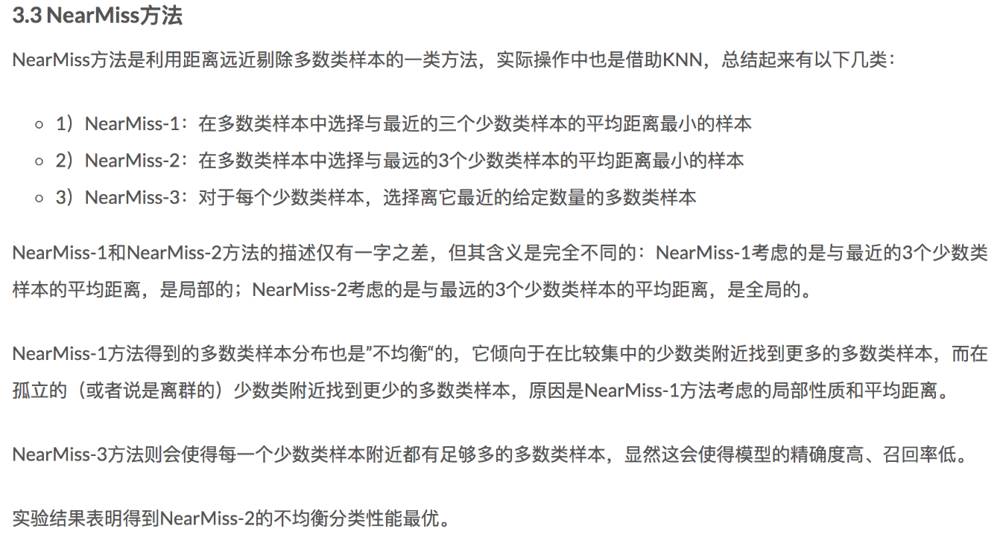 3.3 NearMiss方法
NearMiss方法是利用距离远近剔除多数类样本的一类方法，实际操作中也是借助KNN，总结起来有以下几类：
1）NearMiss-1：在多数类样本中选择与最近的三个少数类样本的平均距离最小的样本
2）NearMiss-2：在多数类样本中选择与最远的3个少数类样本的平均距离最小的样本
3）NearMiss-3：对于每个少数类样本，选择离它最近的给定数量的多数类样本
NearMiss-1和NearMiss-2方法的描述仅有一字之差，但其含义是完全不同的：NearMiss-1考虑的是与最近的3个少数类
样本的平均距离，是局部的；NearMiss-2考虑的是与最远的3个少数类样本的平均距离，是全局的。
NearMiss-1方法得到的多数类样本分布也是”不均衡“的，它倾向于在比较集中的少数类附近找到更多的多数类样本，而在
孤立的（或者说是离群的）少数类附近找到更少的多数类样本，原因是NearMiss-1方法考虑的局部性质和平均距离。
NearMiss-3方法则会使得每一个少数类样本附近都有足够多的多数类样本，显然这会使得模型的精确度高、召回率低。
实验结果表明得到NearMiss-2的不均衡分类性能最优。